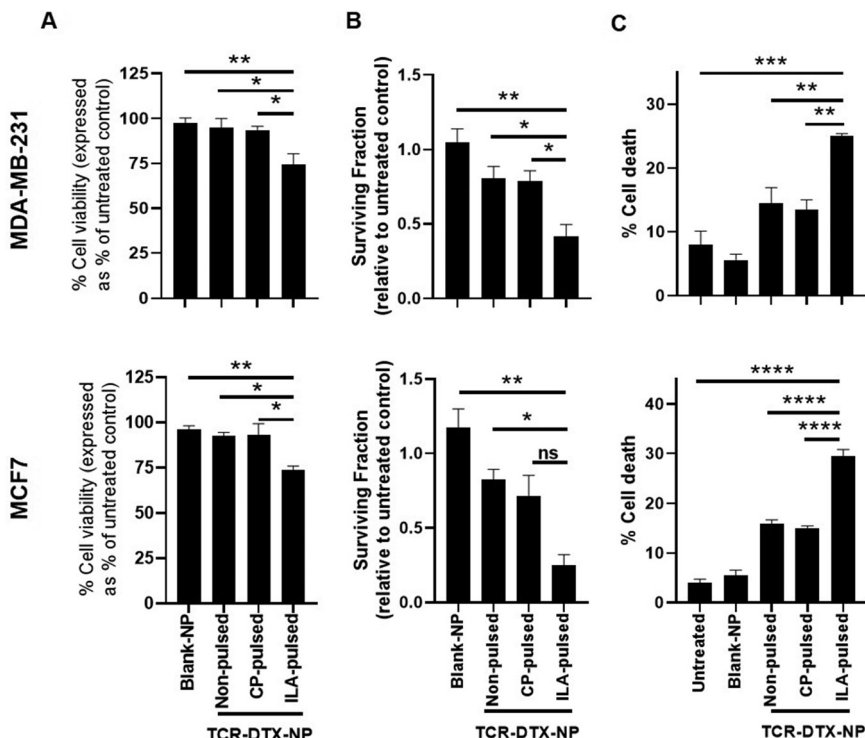 A
B
C
MDA-MB-231
% Cell viability (expressed
as % of untreated control)
125
100
75
50
25
0
**
*
*
Surviving Fraction
(relative to untreated control)
1.5
1.0
0.5
0.0
**
*
*
% Cell death
30
20
10
0
***
**
**
MCF7
% Cell viability (expressed
as % of untreated control)
125
100
75
50
25
0
**
*
*
Blank-NP
Non-pulsed
CP-pulsed
ILA-pulsed
TCR-DTX-NP
Surviving Fraction
(relative to untreated control)
1.5
1.0
0.5
0.0
**
*
ns
Blank-NP
Non-pulsed
CP-pulsed
ILA-pulsed
TCR-DTX-NP
% Cell death
40
30
20
10
0
****
****
****
Untreated
Blank-NP
Non-pulsed
CP-pulsed
ILA-pulsed
TCR-DTX-NP